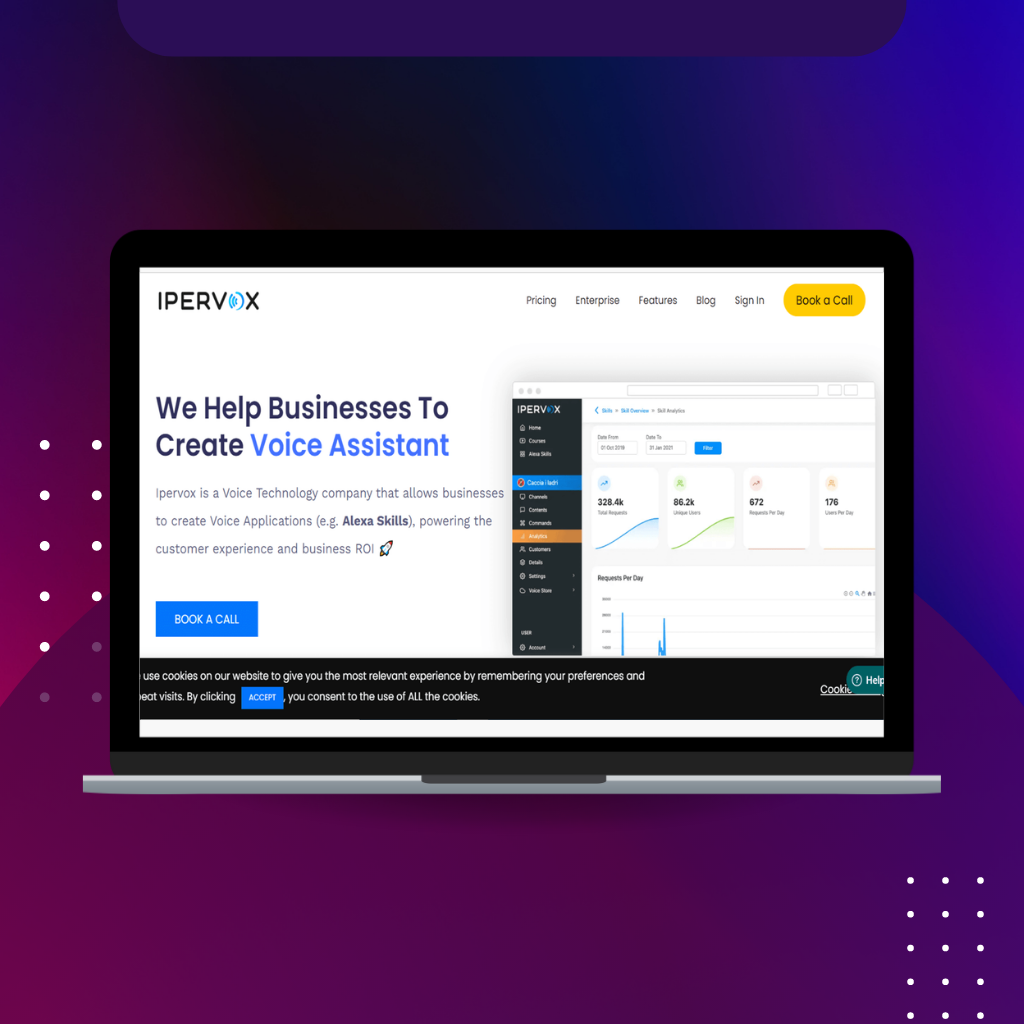 IPERVOX
Pricing
Enterprise
Features
Blog
Sign In
Book a Call
We Help Businesses To
Create Voice Assistant
Ipervox is a Voice Technology company that allows businesses
to create Voice Applications (e.g. Alexa Skills), powering the
customer experience and business ROI 🚀
BOOK A CALL
IPERVOX
Home
Courses
Alexa Skills
Caccia i ladri
Channels
Contents
Commands
Analytics
Customers
Details
Settings
Voice Store
USER
Account
Skills > Skill Overview > Skill Analytics
Date From
01 Oct 2019
Date To
31 Jan 2021
Filter
328.4k
Total Requests
86.2k
Unique Users
672
Requests Per Day
176
Users Per Day
Requests Per Day
use cookies on our website to give you the most relevant experience by remembering your preferences and
eat visits. By clicking ACCEPT, you consent to the use of ALL the cookies.
Cookie
Help